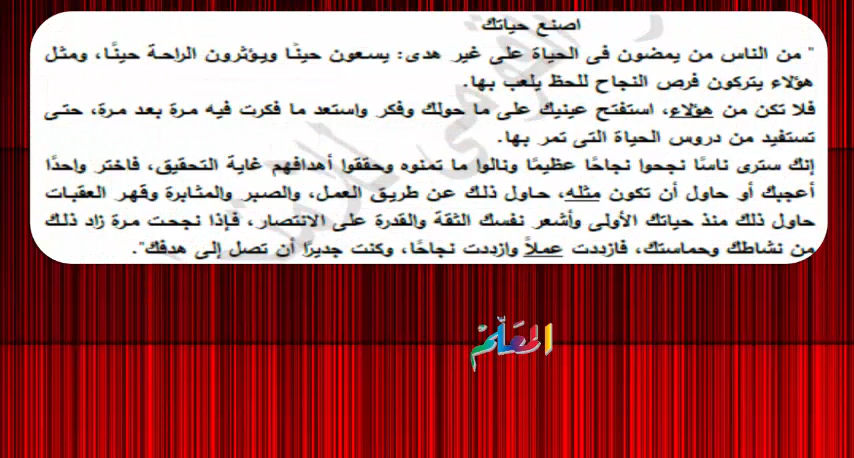 اصنع حياتك
" من الناس من يمضون فى الحياة على غير هدى: يسعون حينًا ويؤثرون الراحة حينًا، ومثل
هؤلاء يتركون فرص النجاح للحظ يلعب بها.
فلا تكن من هؤلاء، استفتح عينيك على ما حولك وفكر واستعد ما فكرت فيه مرة بعد مرة، حتى
تستفيد من دروس الحياة التى تمر بها.
إنك سترى ناسًا نجحوا نجاحًا عظيمًا ونالوا ما تمنوه وحققوا أهدافهم غاية التحقيق، فاختر واحدًا
أعجبك أو حاول أن تكون مثله، حاول ذلك عن طريق العمل، والصبر والمثابرة وقهر العقبات
حاول ذلك منذ حياتك الأولى وأشعر نفسك الثقة والقدرة على الانتصار، فإذا نجحت مرة زاد ذلك
من نشاطك وحماستك، فازددت عملاً وازددت نجاحًا، وكنت جديرًا أن تصل إلى هدفك".
المعَلِّمْ